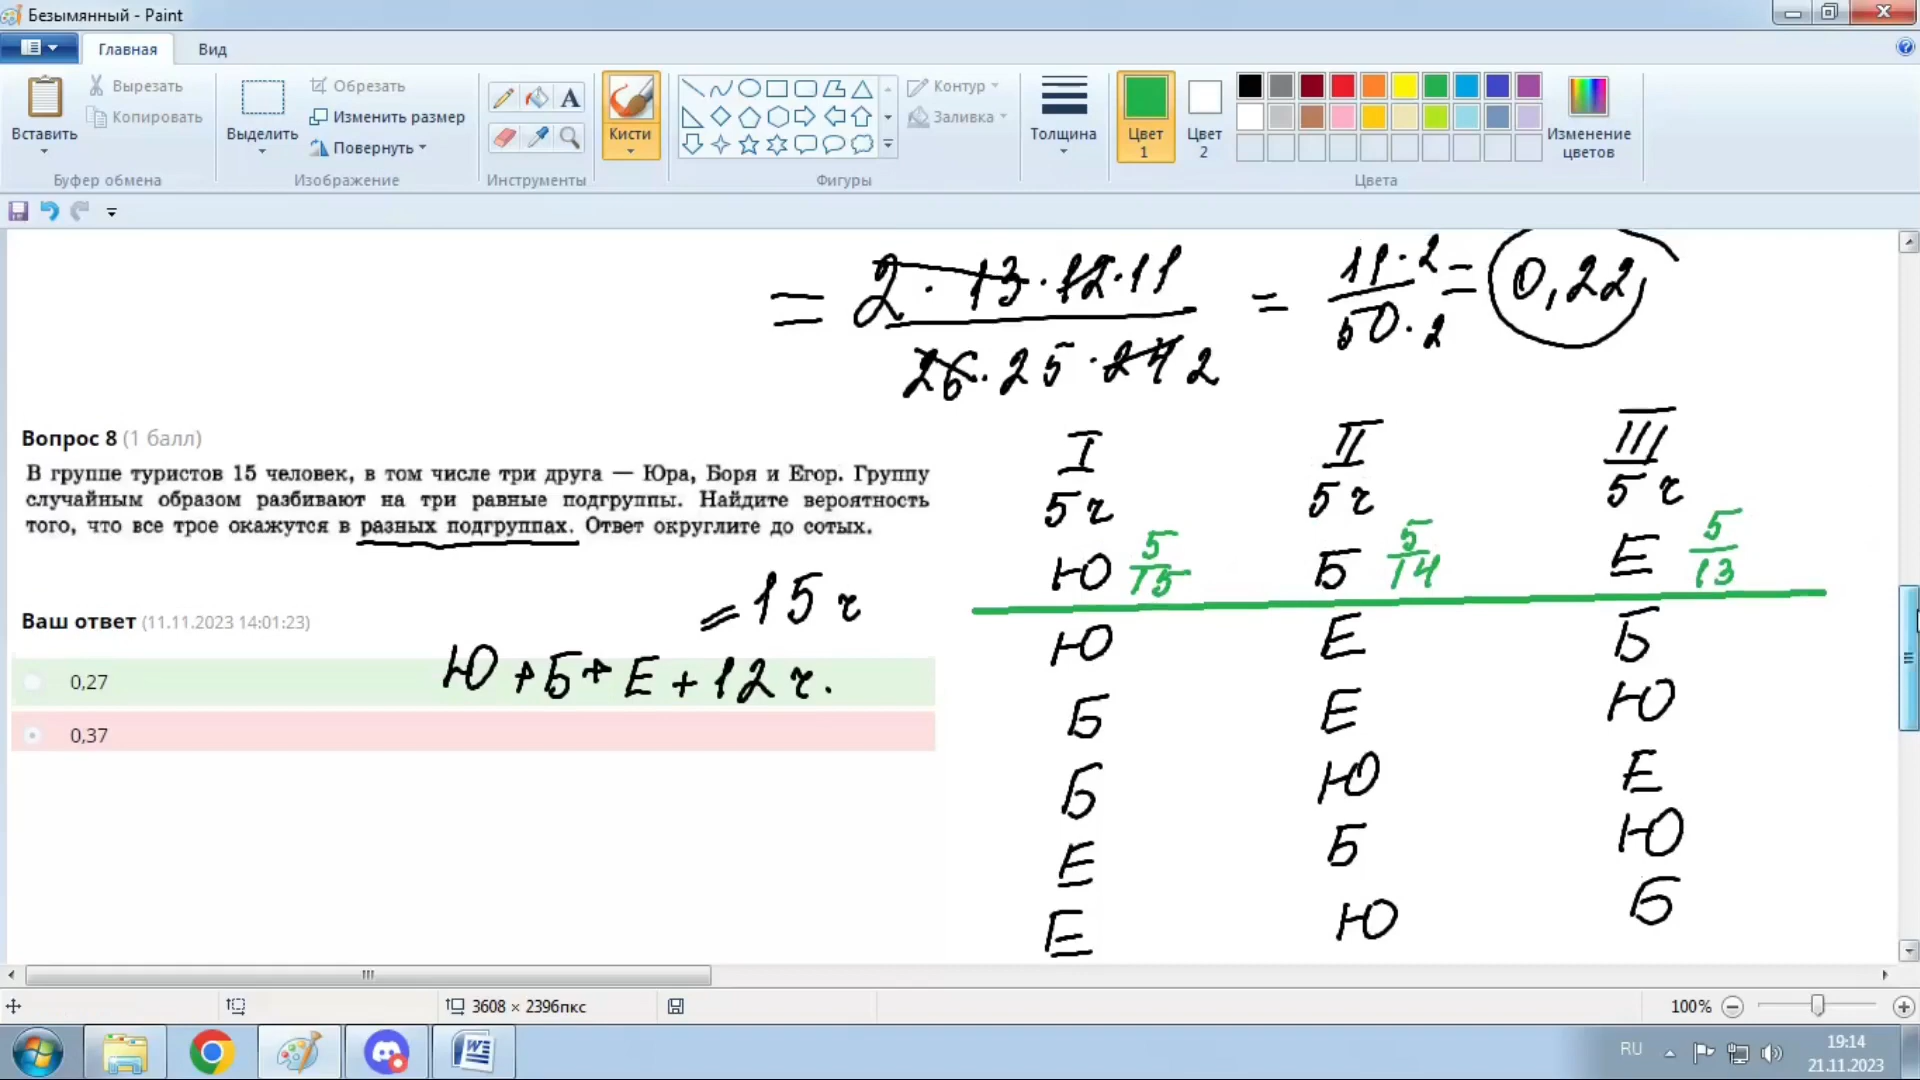 Безымянный - Paint
Главная
Вид
Вставить
Вырезать
Копировать
Буфер обмена
Выделить
Обрезать
Изменить размер
Повернуть
Изображение
A
Инструменты
Кисти
Контур
Заливка
Фигуры
Толщина
Цвет 1
Цвет 2
Изменение цветов
Цвета
= 2 · 13 · 12 · 11 / 26 · 25 · 24 2 = 11 · 2 / 50 · 2 = 0,22
Вопрос 8 (1 балл)
В группе туристов 15 человек, в том числе три друга — Юра, Боря и Егор. Группу
случайным образом разбивают на три равные подгруппы. Найдите вероятность
того, что все трое окажутся в разных подгруппах. Ответ округлите до сотых.
= 15 ч
Ваш ответ (11.11.2023 14:01:23)
Ю + Б + Е + 12 ч.
0,27
0,37
I II III
5 ч 5 ч 5 ч
Ю 5/15 Б 5/14 Е 5/13
Ю Е Б
Б Е Ю
Б Ю Е
Е Б Ю
Е Ю Б
3608 × 2396пкс
100%
RU
19:14
21.11.2023